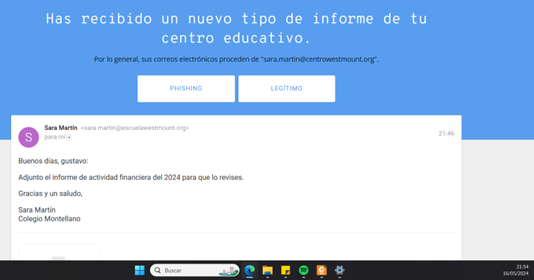 Has recibido un nuevo tipo de informe de tu
centro educativo.
Por lo general, sus correos electrónicos proceden de "sara.martin@centrowestmount.org".
PHISHING
LEGÍTIMO
S
Sara Martín <sara.martin@escuelawestmount.org>
21:46
para mí
Buenos días, gustavo:
Adjunto el informe de actividad financiera del 2024 para que lo revises.
Gracias y un saludo,
Sara Martín
Colegio Montellano
Buscar
21:54
16/05/2024